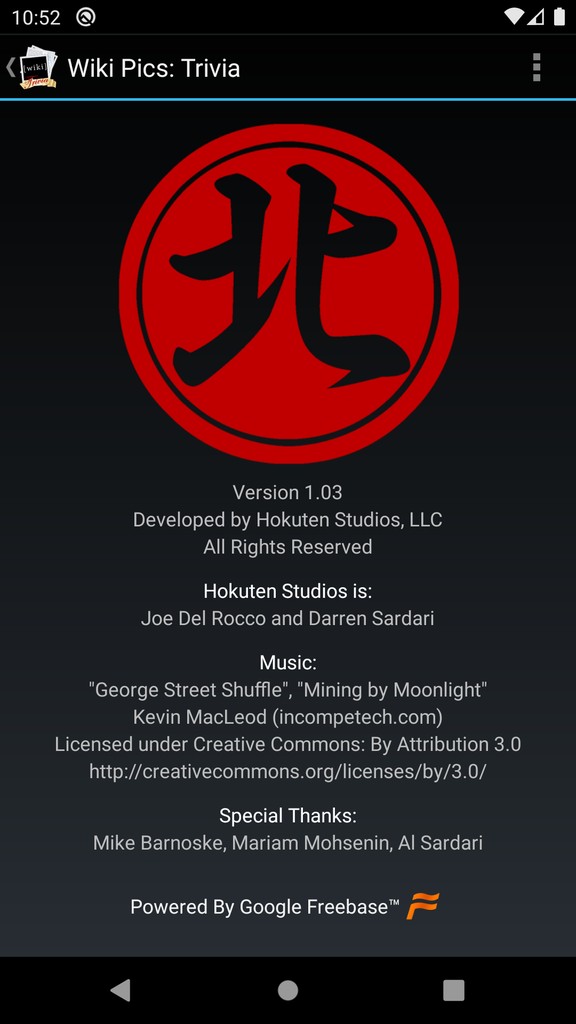 10:52
[wiki]
Trivia
Wiki Pics: Trivia
北
Version 1.03
Developed by Hokuten Studios, LLC
All Rights Reserved
Hokuten Studios is:
Joe Del Rocco and Darren Sardari
Music:
"George Street Shuffle", "Mining by Moonlight"
Kevin MacLeod (incompetech.com)
Licensed under Creative Commons: By Attribution 3.0
http://creativecommons.org/licenses/by/3.0/
Special Thanks:
Mike Barnoske, Mariam Mohsenin, Al Sardari
Powered By Google Freebase™